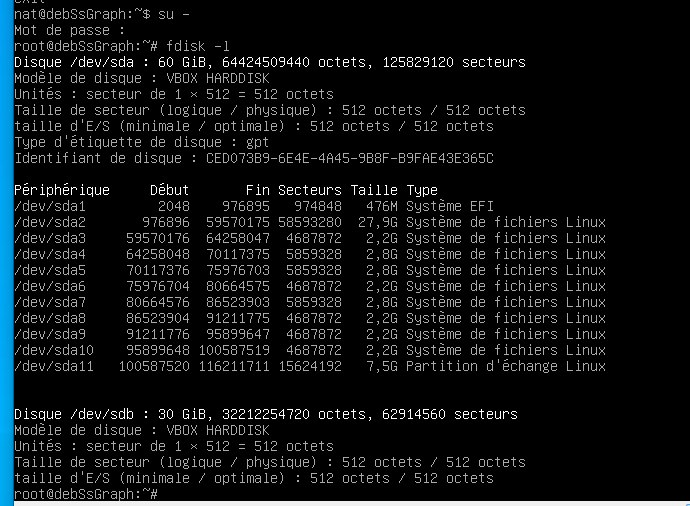 exit
nat@debSsGraph:~$ su -
Mot de passe :
root@debSsGraph:~# fdisk -l
Disque /dev/sda : 60 GiB, 64424509440 octets, 125829120 secteurs
Modèle de disque : VBOX HARDDISK
Unités : secteur de 1 × 512 = 512 octets
Taille de secteur (logique / physique) : 512 octets / 512 octets
taille d'E/S (minimale / optimale) : 512 octets / 512 octets
Type d'étiquette de disque : gpt
Identifiant de disque : CED073B9-6E4E-4A45-9B8F-B9FAE43E365C
Périphérique Début Fin Secteurs Taille Type
/dev/sda1 2048 976895 974848 476M Système EFI
/dev/sda2 976896 59570175 58593280 27,9G Système de fichiers Linux
/dev/sda3 59570176 64258047 4687872 2,2G Système de fichiers Linux
/dev/sda4 64258048 70117375 5859328 2,8G Système de fichiers Linux
/dev/sda5 70117376 75976703 5859328 2,8G Système de fichiers Linux
/dev/sda6 75976704 80664575 4687872 2,2G Système de fichiers Linux
/dev/sda7 80664576 86523903 5859328 2,8G Système de fichiers Linux
/dev/sda8 86523904 91211775 4687872 2,2G Système de fichiers Linux
/dev/sda9 91211776 95899647 4687872 2,2G Système de fichiers Linux
/dev/sda10 95899648 100587519 4687872 2,2G Système de fichiers Linux
/dev/sda11 100587520 116211711 15624192 7,5G Partition d'échange Linux
Disque /dev/sdb : 30 GiB, 32212254720 octets, 62914560 secteurs
Modèle de disque : VBOX HARDDISK
Unités : secteur de 1 × 512 = 512 octets
Taille de secteur (logique / physique) : 512 octets / 512 octets
taille d'E/S (minimale / optimale) : 512 octets / 512 octets
root@debSsGraph:~#